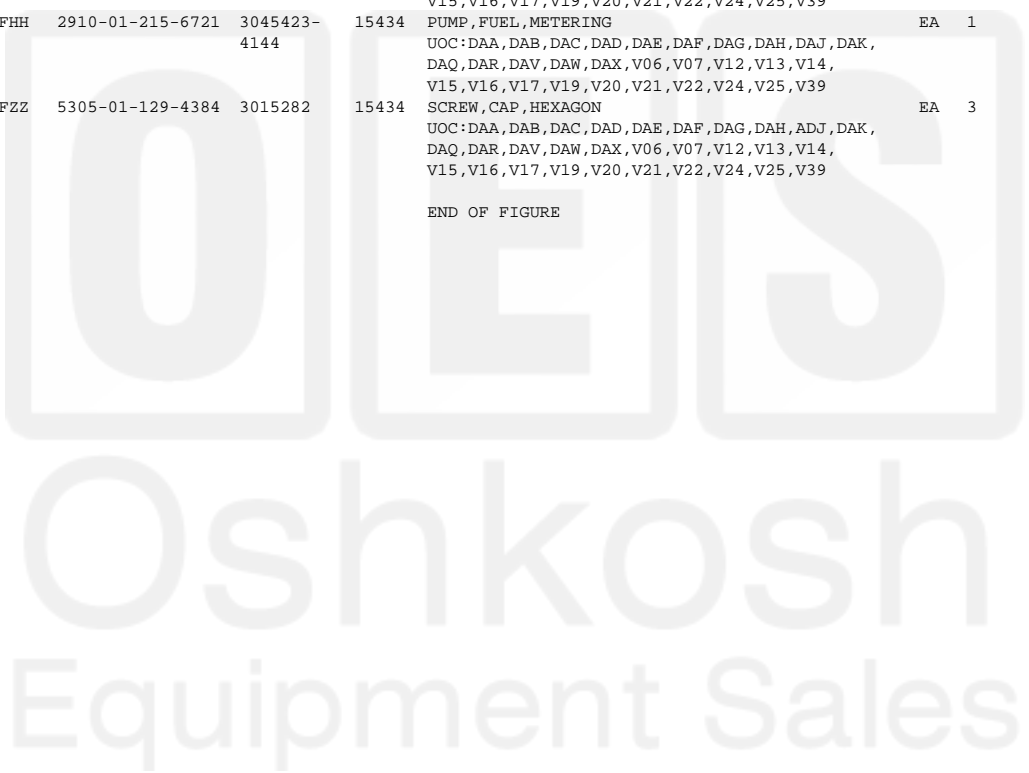 V15,V16,V17,V19,V20,V21,V22,V24,V25,V39
FHH 2910-01-215-6721 3045423- 15434 PUMP,FUEL,METERING EA 1
4144 UOC:DAA,DAB,DAC,DAD,DAE,DAF,DAG,DAH,DAJ,DAK,
DAQ,DAR,DAV,DAW,DAX,V06,V07,V12,V13,V14,
V15,V16,V17,V19,V20,V21,V22,V24,V25,V39
FZZ 5305-01-129-4384 3015282 15434 SCREW,CAP,HEXAGON EA 3
UOC:DAA,DAB,DAC,DAD,DAE,DAF,DAG,DAH,ADJ,DAK,
DAQ,DAR,DAV,DAW,DAX,V06,V07,V12,V13,V14,
V15,V16,V17,V19,V20,V21,V22,V24,V25,V39
END OF FIGURE
OES
Oshkosh
Equipment Sales